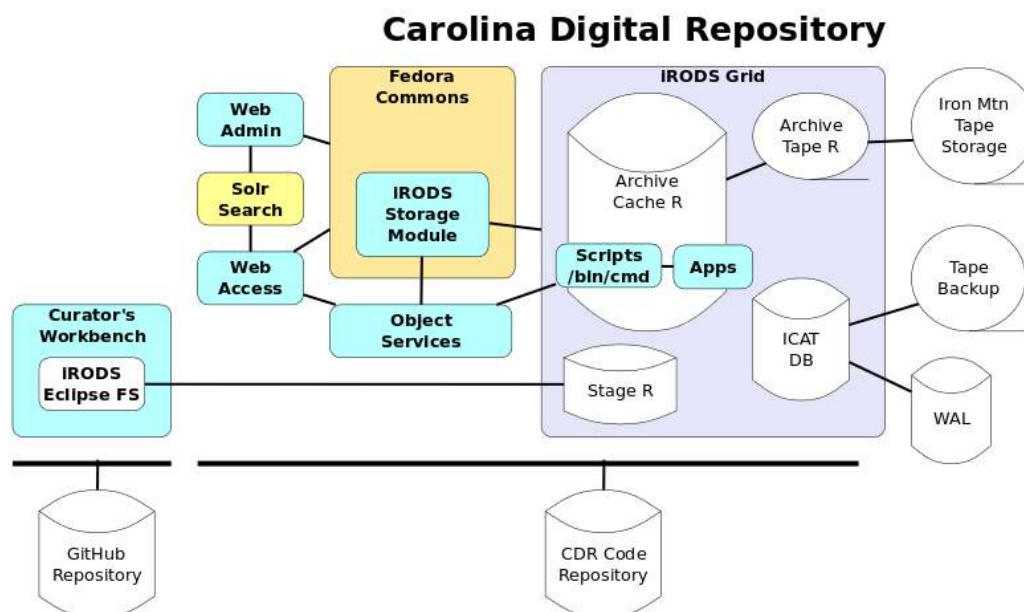 Carolina Digital Repository
Fedora
Commons
iRODS Grid
Web
Admin
Solr
Search
Web
Access
iRODS
Storage
Module
Object
Services
Archive
Cache R
Scripts
/bin/cmd
Apps
Archive
Tape R
Iron Mtn
Tape
Storage
Tape
Backup
ICAT
DB
WAL
Stage R
Curator's
Workbench
iRODS
Eclipse FS
GitHub
Repository
CDR Code
Repository